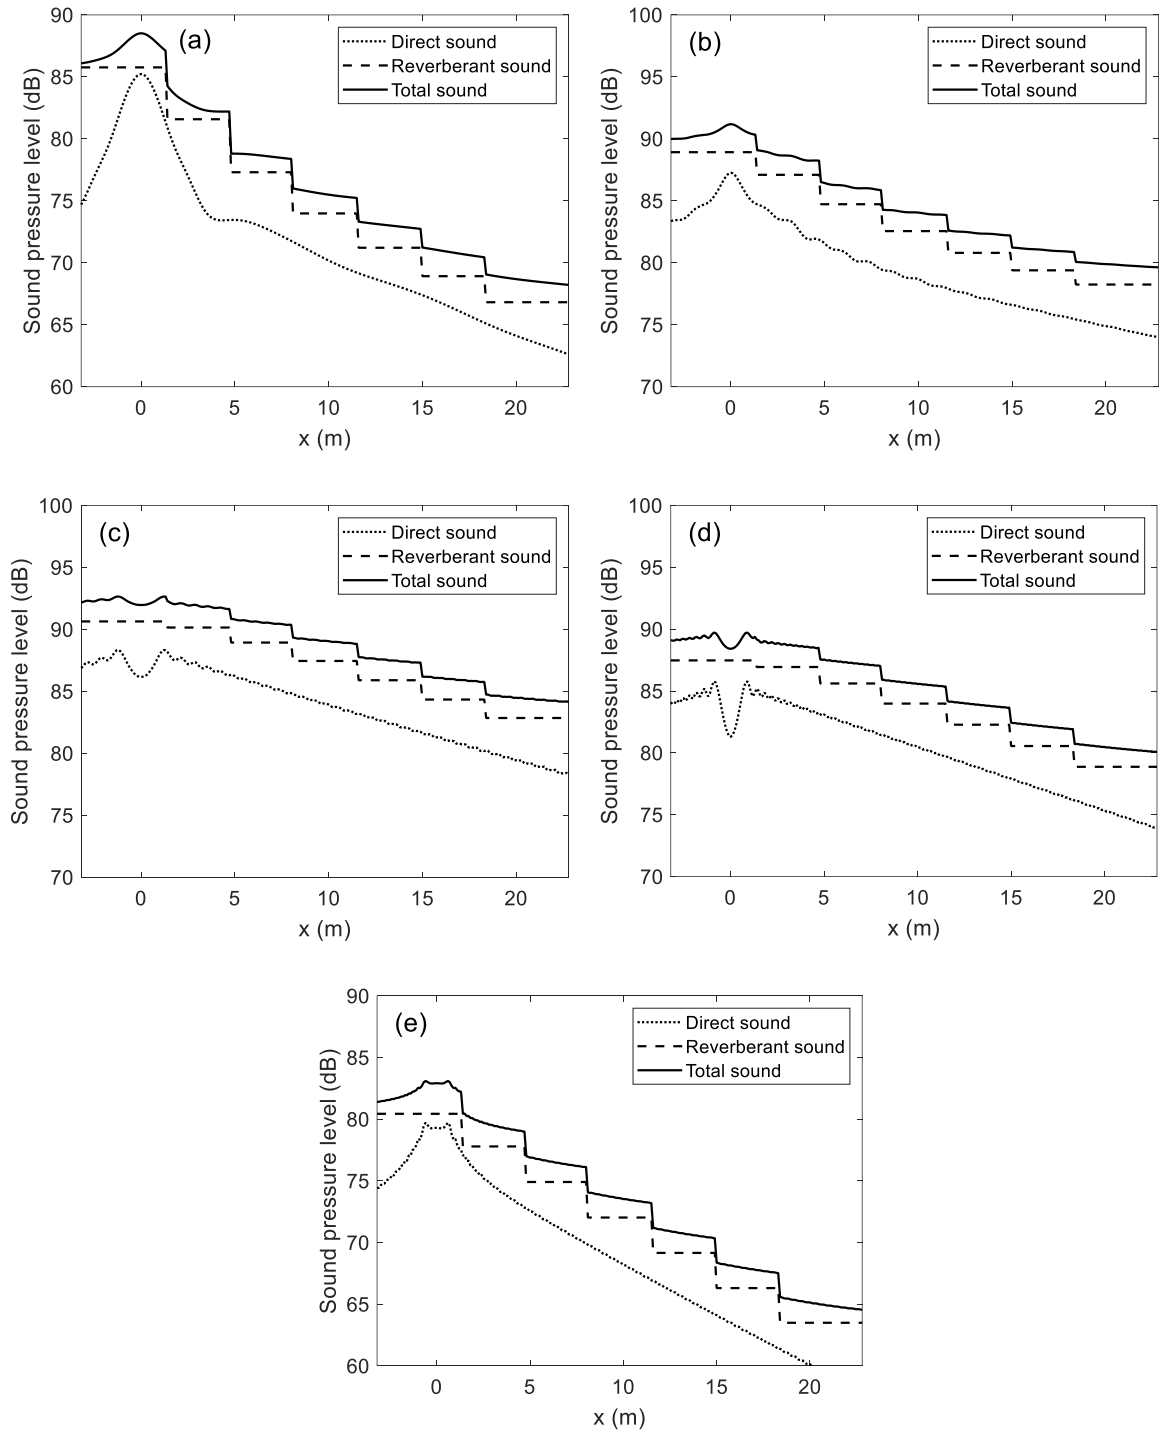 90
85
80
75
70
65
60
0 5 10 15 20
x (m)
Sound pressure level (dB)
(a)
Direct sound
Reverberant sound
Total sound
100
95
90
85
80
75
70
0 5 10 15 20
x (m)
Sound pressure level (dB)
(b)
Direct sound
Reverberant sound
Total sound
100
95
90
85
80
75
70
0 5 10 15 20
x (m)
Sound pressure level (dB)
(c)
Direct sound
Reverberant sound
Total sound
100
95
90
85
80
75
70
0 5 10 15 20
x (m)
Sound pressure level (dB)
(d)
Direct sound
Reverberant sound
Total sound
90
85
80
75
70
65
60
0 5 10 15 20
x (m)
Sound pressure level (dB)
(e)
Direct sound
Reverberant sound
Total sound